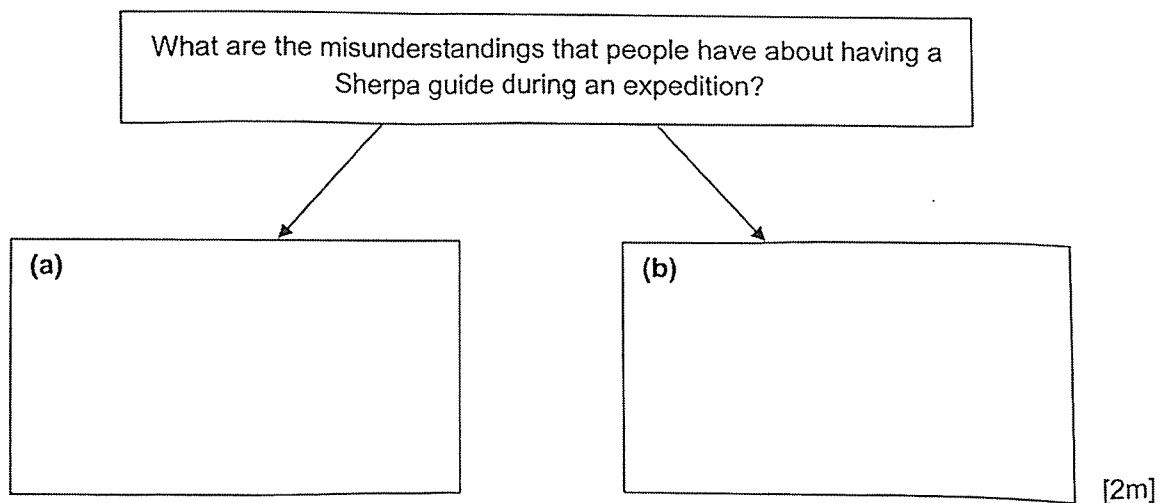 What are the misunderstandings that people have about having a
Sherpa guide during an expedition?
(a)
(b)
[2m]